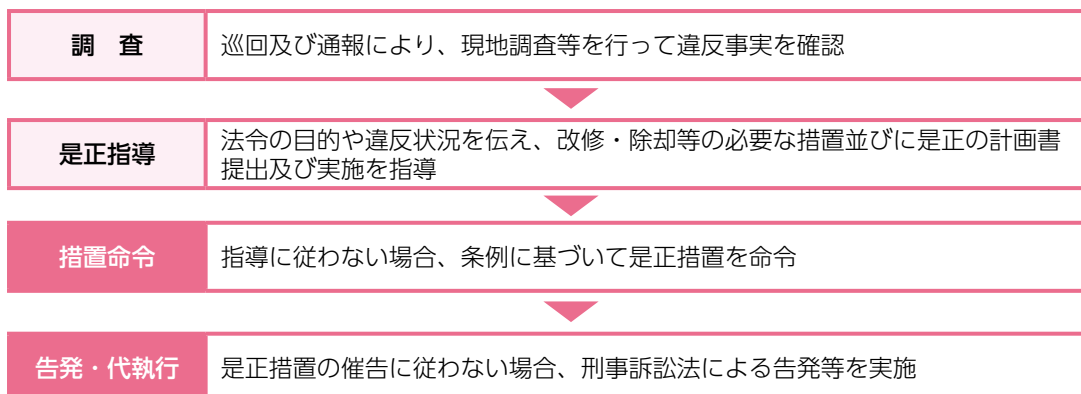 調　査
巡回及び通報により、現地調査等を行って違反事実を確認
是正指導
法令の目的や違反状況を伝え、改修・除却等の必要な措置並びに是正の計画書
提出及び実施を指導
措置命令
指導に従わない場合、条例に基づいて是正措置を命令
告発・代執行
是正措置の催告に従わない場合、刑事訴訟法による告発等を実施